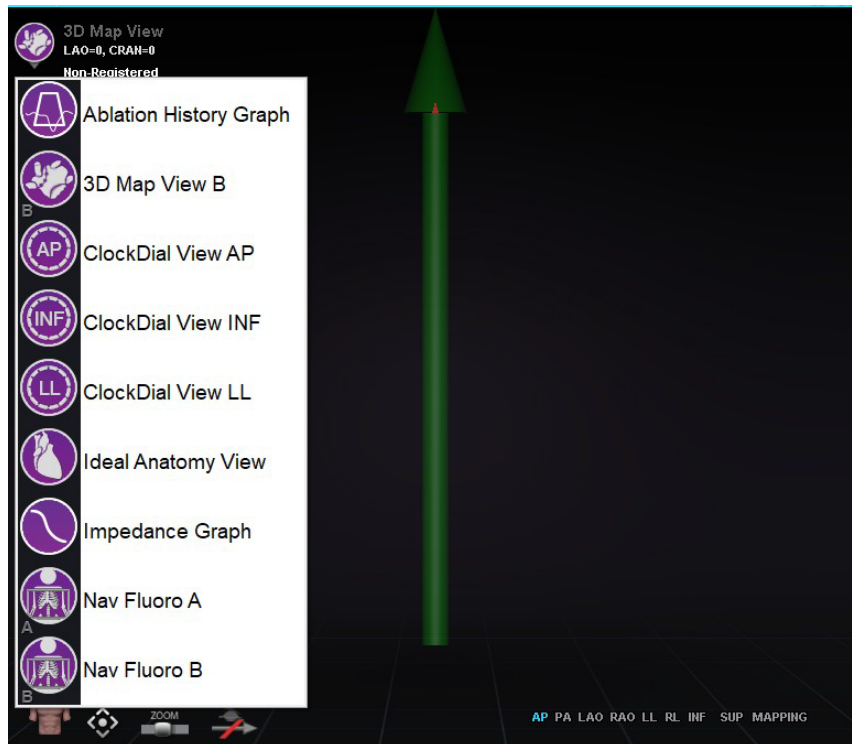 3D Map View
LAO=0, CRAN=0
Non-Registered
Ablation History Graph
3D Map View B
B
AP
ClockDial View AP
INF
ClockDial View INF
LL
ClockDial View LL
Ideal Anatomy View
Impedance Graph
Nav Fluoro A
A
Nav Fluoro B
B
ZOOM
AP PA LAO RAO LL RL INF SUP MAPPING